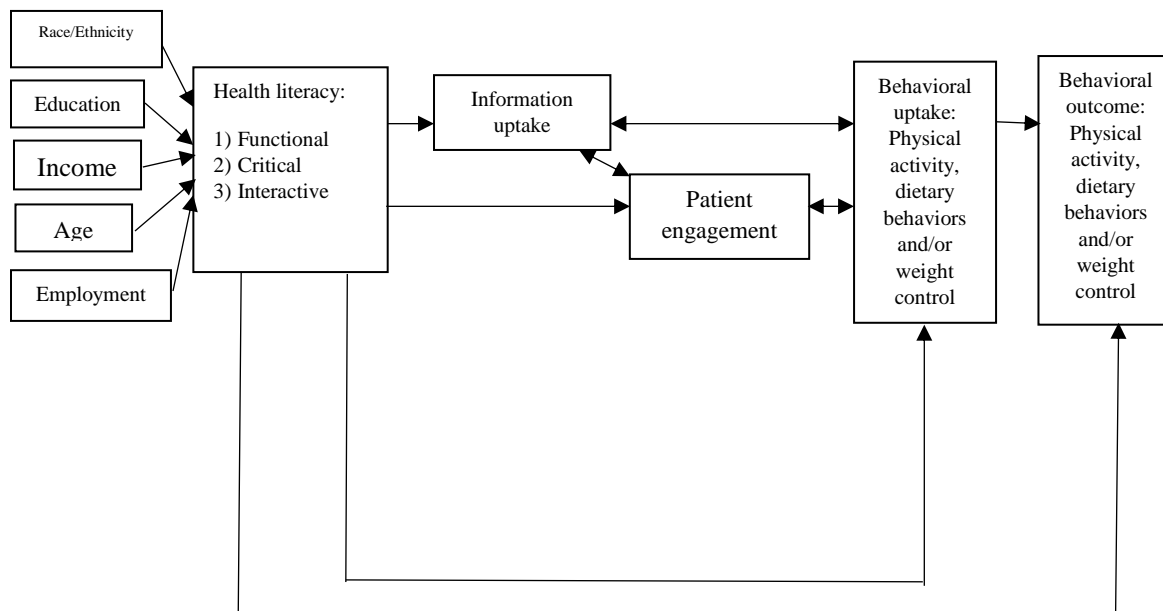 Race/Ethnicity
Education
Income
Age
Employment
Health literacy:
1) Functional
2) Critical
3) Interactive
Information
uptake
Patient
engagement
Behavioral
uptake:
Physical
activity,
dietary
behaviors
and/or
weight
control
Behavioral
outcome:
Physical
activity,
dietary
behaviors
and/or
weight
control